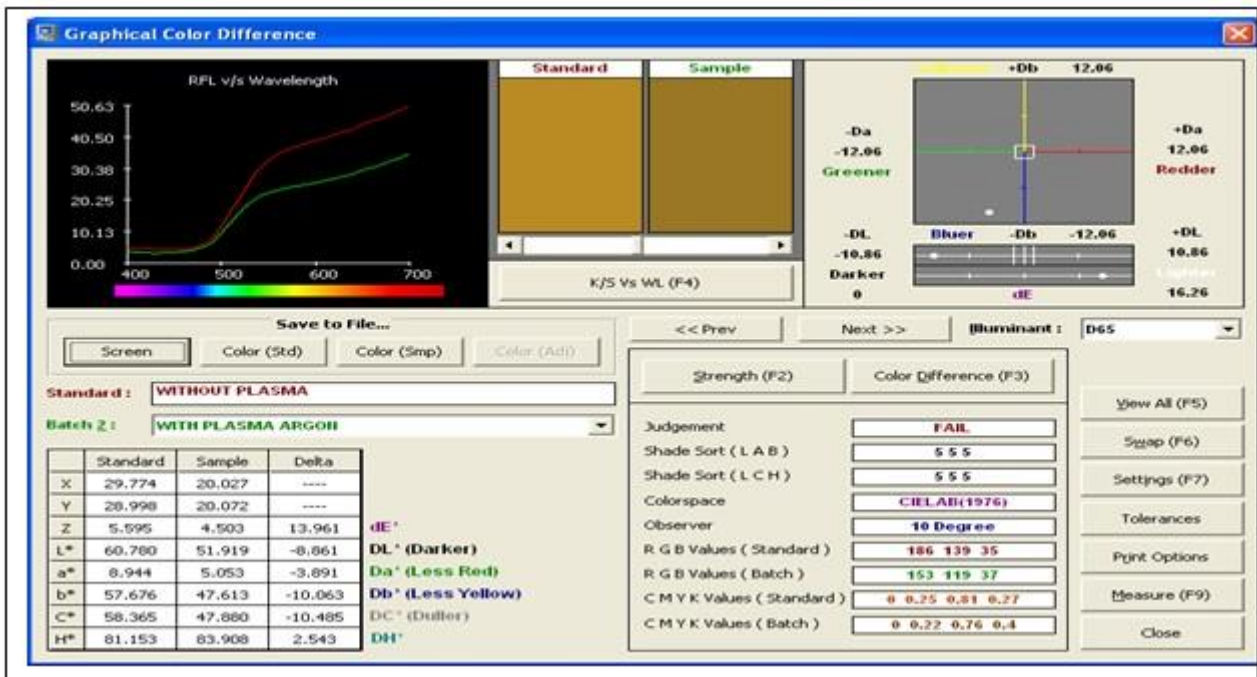 Graphical Color Difference
RFL v/s Wavelength
50.63
40.50
30.38
20.25
10.13
0.00
400 500 600 700
Standard Sample
K/S Vs WL (F4)
+Db 12.06
-Da
-12.06
Greener
+Da
12.06
Redder
-DL Bluer -Db -12.06 +DL
-10.86 10.86
Darker Lighter
0 dE 16.26
Save to File...
Screen Color (Std) Color (Smp) Color (Adj)
<< Prev Next >> Illuminant : D65
Strength (F2) Color Difference (F3)
Standard : WITHOUT PLASMA
Batch 2 : WITH PLASMA ARGON
Standard Sample Delta
X 29.774 20.027 ----
Y 28.998 20.072 ----
Z 5.595 4.503 13.961 dE*
L* 60.780 51.919 -8.861 DL* (Darker)
a* 8.944 5.053 -3.891 Da* (Less Red)
b* 57.676 47.613 -10.063 Db* (Less Yellow)
C* 58.365 47.880 -10.485 DC* (Duller)
H* 81.153 83.908 2.543 DH*
Judgement FAIL
Shade Sort ( L A B ) 5 5 5
Shade Sort ( L C H ) 5 5 5
Colorspace CIELAB(1976)
Observer 10 Degree
R G B Values ( Standard ) 186 139 35
R G B Values ( Batch ) 153 119 37
C M Y K Values ( Standard ) 0 0.25 0.81 0.27
C M Y K Values ( Batch ) 0 0.22 0.76 0.4
View All (F5)
Swap (F6)
Settings (F7)
Tolerances
Print Options
Measure (F9)
Close